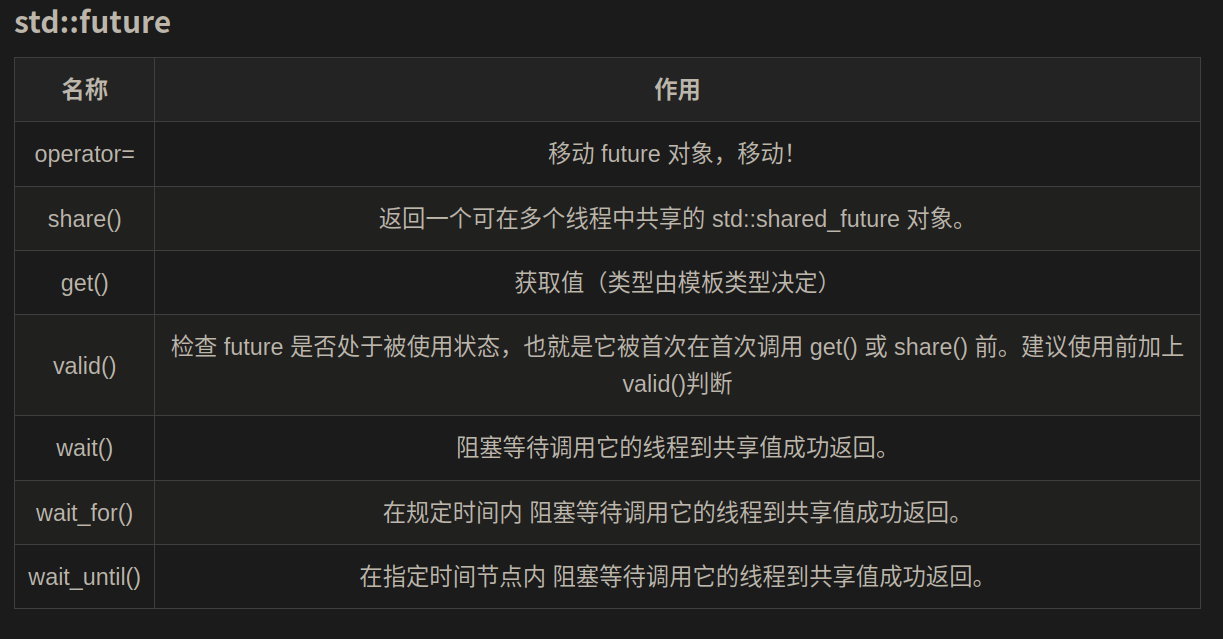 std::future
名称 作用
operator= 移动 future 对象，移动！
share() 返回一个可在多个线程中共享的 std::shared_future 对象。
get() 获取值（类型由模板类型决定）
valid() 检查 future 是否处于被使用状态，也就是它被首次在首次调用 get() 或 share() 前。建议使用前加上
valid()判断
wait() 阻塞等待调用它的线程到共享值成功返回。
wait_for() 在规定时间内 阻塞等待调用它的线程到共享值成功返回。
wait_until() 在指定时间节点内 阻塞等待调用它的线程到共享值成功返回。